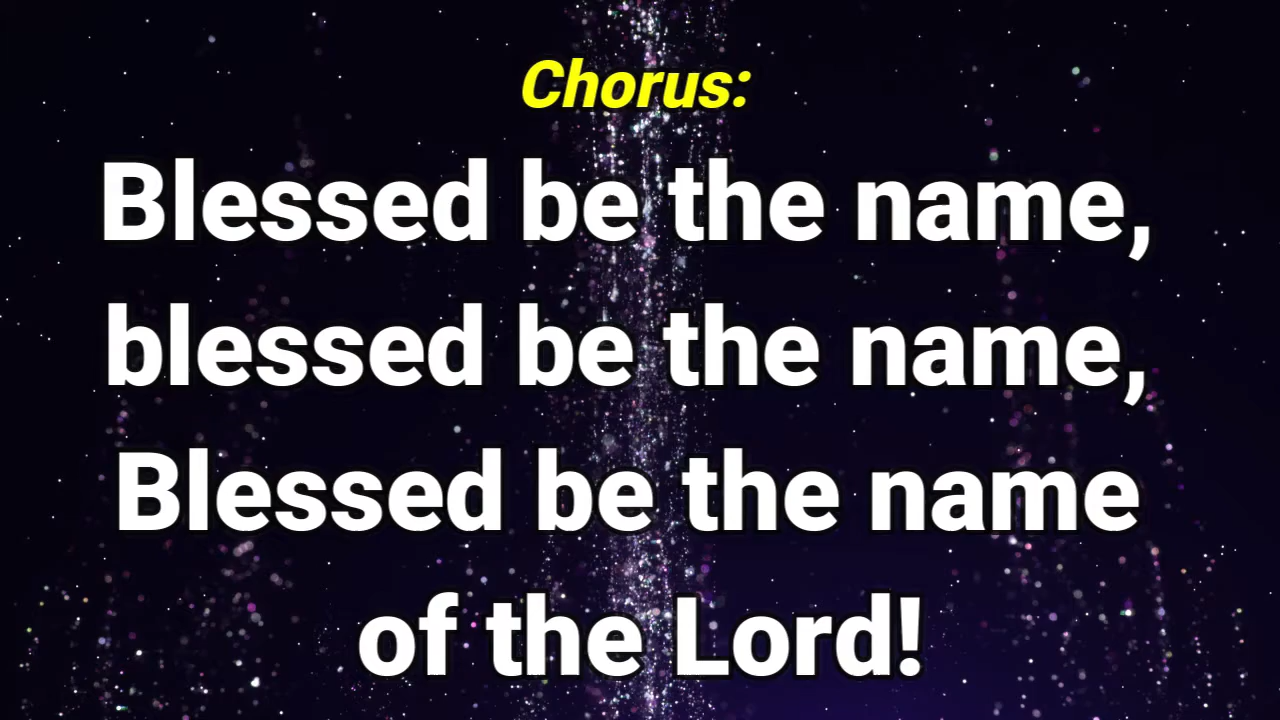 Chorus:
Blessed be the name,
blessed be the name,
Blessed be the name
of the Lord!